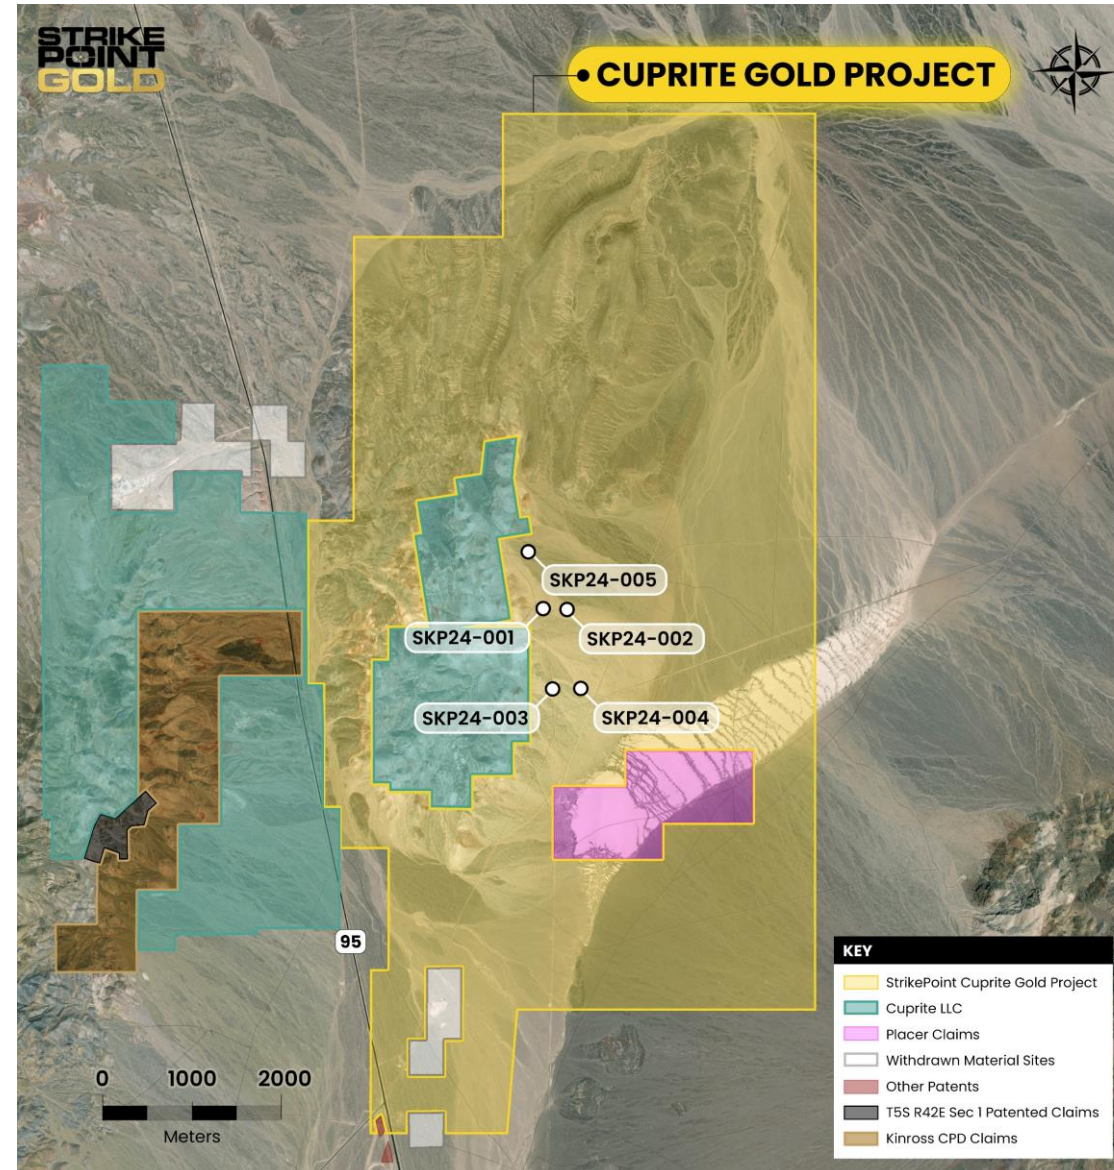 STRIKE
POINT
GOLD
CUPRITE GOLD PROJECT
SKP24-005
SKP24-001
SKP24-002
SKP24-003
SKP24-004
95
0 1000 2000
Meters
KEY
StrikePoint Cuprite Gold Project
Cuprite LLC
Placer Claims
Withdrawn Material Sites
Other Patents
T5S R42E Sec 1 Patented Claims
Kinross CPD Claims